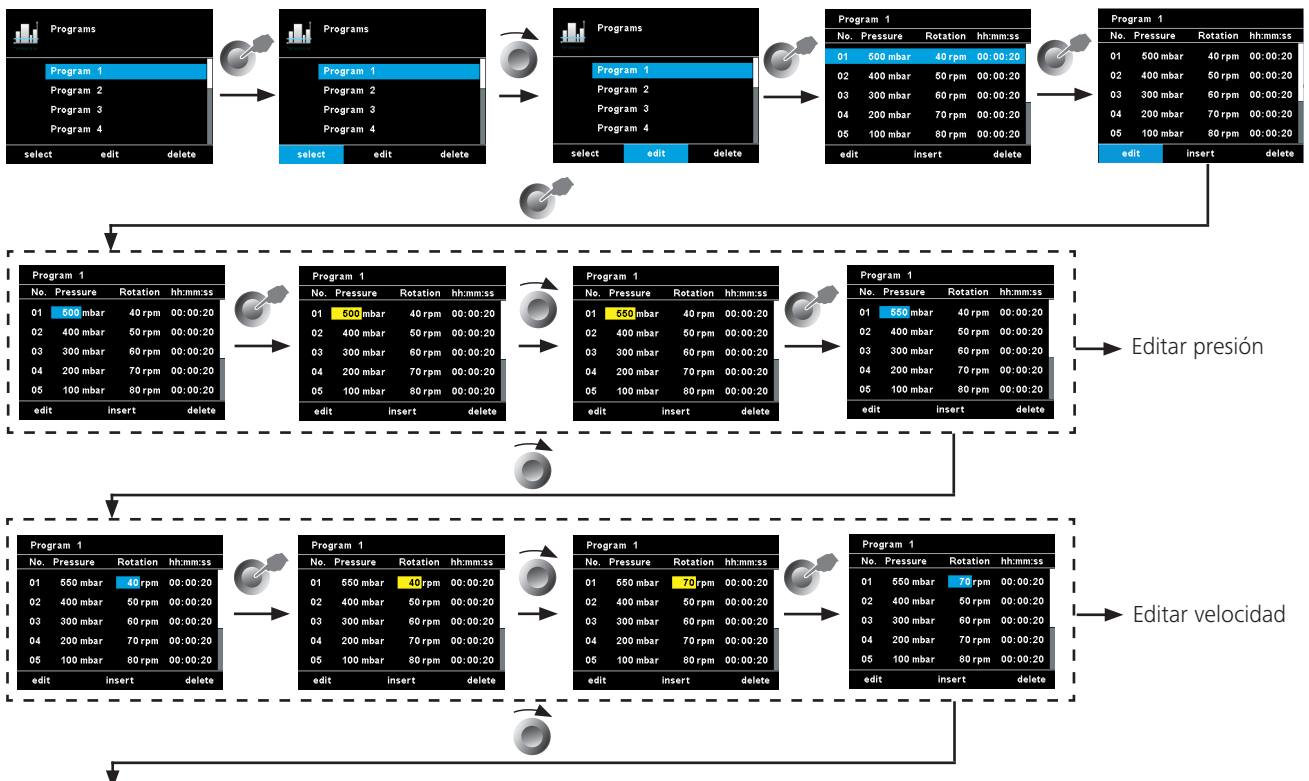 Programs
Program 1
Program 2
Program 3
Program 4
select edit delete
Programs
Program 1
Program 2
Program 3
Program 4
select edit delete
Programs
Program 1
Program 2
Program 3
Program 4
select edit delete
Program 1
No. Pressure Rotation hh:mm:ss
01 500 mbar 40 rpm 00:00:20
02 400 mbar 50 rpm 00:00:20
03 300 mbar 60 rpm 00:00:20
04 200 mbar 70 rpm 00:00:20
05 100 mbar 80 rpm 00:00:20
edit insert delete
Program 1
No. Pressure Rotation hh:mm:ss
01 500 mbar 40 rpm 00:00:20
02 400 mbar 50 rpm 00:00:20
03 300 mbar 60 rpm 00:00:20
04 200 mbar 70 rpm 00:00:20
05 100 mbar 80 rpm 00:00:20
edit insert delete
Program 1
No. Pressure Rotation hh:mm:ss
01 500 mbar 40 rpm 00:00:20
02 400 mbar 50 rpm 00:00:20
03 300 mbar 60 rpm 00:00:20
04 200 mbar 70 rpm 00:00:20
05 100 mbar 80 rpm 00:00:20
edit insert delete
Program 1
No. Pressure Rotation hh:mm:ss
01 500 mbar 40 rpm 00:00:20
02 400 mbar 50 rpm 00:00:20
03 300 mbar 60 rpm 00:00:20
04 200 mbar 70 rpm 00:00:20
05 100 mbar 80 rpm 00:00:20
edit insert delete
Program 1
No. Pressure Rotation hh:mm:ss
01 550 mbar 40 rpm 00:00:20
02 400 mbar 50 rpm 00:00:20
03 300 mbar 60 rpm 00:00:20
04 200 mbar 70 rpm 00:00:20
05 100 mbar 80 rpm 00:00:20
edit insert delete
Program 1
No. Pressure Rotation hh:mm:ss
01 550 mbar 40 rpm 00:00:20
02 400 mbar 50 rpm 00:00:20
03 300 mbar 60 rpm 00:00:20
04 200 mbar 70 rpm 00:00:20
05 100 mbar 80 rpm 00:00:20
edit insert delete
Editar presión
Program 1
No. Pressure Rotation hh:mm:ss
01 550 mbar 40 rpm 00:00:20
02 400 mbar 50 rpm 00:00:20
03 300 mbar 60 rpm 00:00:20
04 200 mbar 70 rpm 00:00:20
05 100 mbar 80 rpm 00:00:20
edit insert delete
Program 1
No. Pressure Rotation hh:mm:ss
01 550 mbar 40 rpm 00:00:20
02 400 mbar 50 rpm 00:00:20
03 300 mbar 60 rpm 00:00:20
04 200 mbar 70 rpm 00:00:20
05 100 mbar 80 rpm 00:00:20
edit insert delete
Program 1
No. Pressure Rotation hh:mm:ss
01 550 mbar 70 rpm 00:00:20
02 400 mbar 50 rpm 00:00:20
03 300 mbar 60 rpm 00:00:20
04 200 mbar 70 rpm 00:00:20
05 100 mbar 80 rpm 00:00:20
edit insert delete
Program 1
No. Pressure Rotation hh:mm:ss
01 550 mbar 70 rpm 00:00:20
02 400 mbar 50 rpm 00:00:20
03 300 mbar 60 rpm 00:00:20
04 200 mbar 70 rpm 00:00:20
05 100 mbar 80 rpm 00:00:20
edit insert delete
Editar velocidad